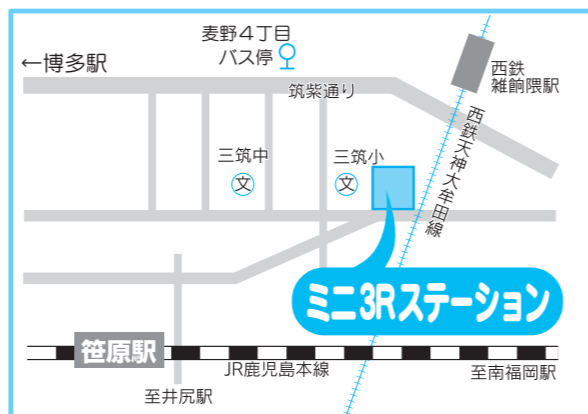 麦野4丁目
バス停
←博多駅
西鉄
雑餉隈駅
筑紫通り
西鉄天神大牟田線
三筑中
三筑小
文
文
ミニ3Rステーション
笹原駅
JR鹿児島本線
至南福岡駅
至井尻駅